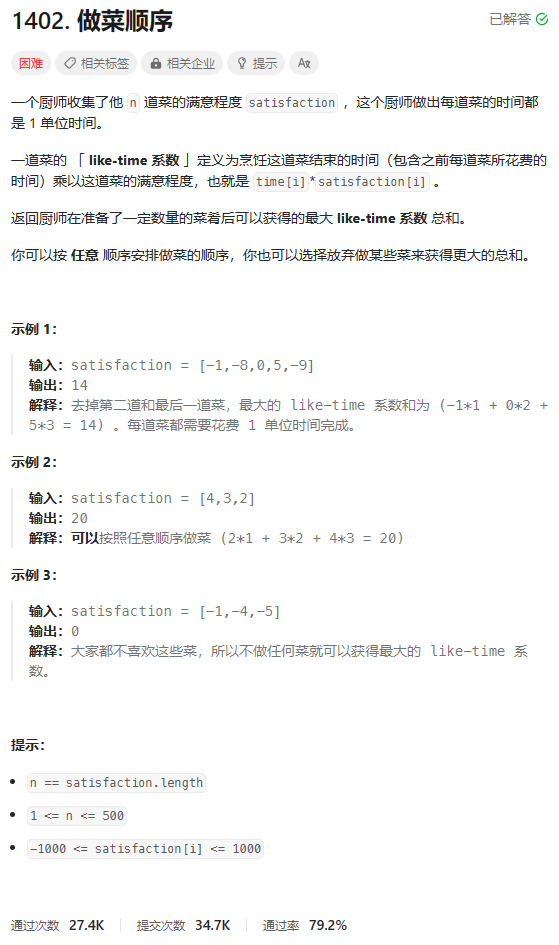 1402. 做菜顺序
已解答
困难 相关标签 相关企业 提示 Az
一个厨师收集了他 n 道菜的满意程度 satisfaction ，这个厨师做出每道菜的时间都
是 1 单位时间。
一道菜的 「 like-time 系数 」定义为烹饪这道菜结束的时间（包含之前每道菜所花费的
时间）乘以这道菜的满意程度，也就是 time[i]*satisfaction[i] 。
返回厨师在准备了一定数量的菜肴后可以获得的最大 like-time 系数 总和。
你可以按 任意 顺序安排做菜的顺序，你也可以选择放弃做某些菜来获得更大的总和。
示例 1：
输入：satisfaction = [-1,-8,0,5,-9]
输出：14
解释：去掉第二道和最后一道菜，最大的 like-time 系数和为 (-1*1 + 0*2 +
5*3 = 14) 。每道菜都需要花费 1 单位时间完成。
示例 2：
输入：satisfaction = [4,3,2]
输出：20
解释：可以按照任意顺序做菜 (2*1 + 3*2 + 4*3 = 20)
示例 3：
输入：satisfaction = [-1,-4,-5]
输出：0
解释：大家都不喜欢这些菜，所以不做任何菜就可以获得最大的 like-time 系
数。
提示：
n == satisfaction.length
1 <= n <= 500
-1000 <= satisfaction[i] <= 1000
通过次数 27.4K 提交次数 34.7K 通过率 79.2%